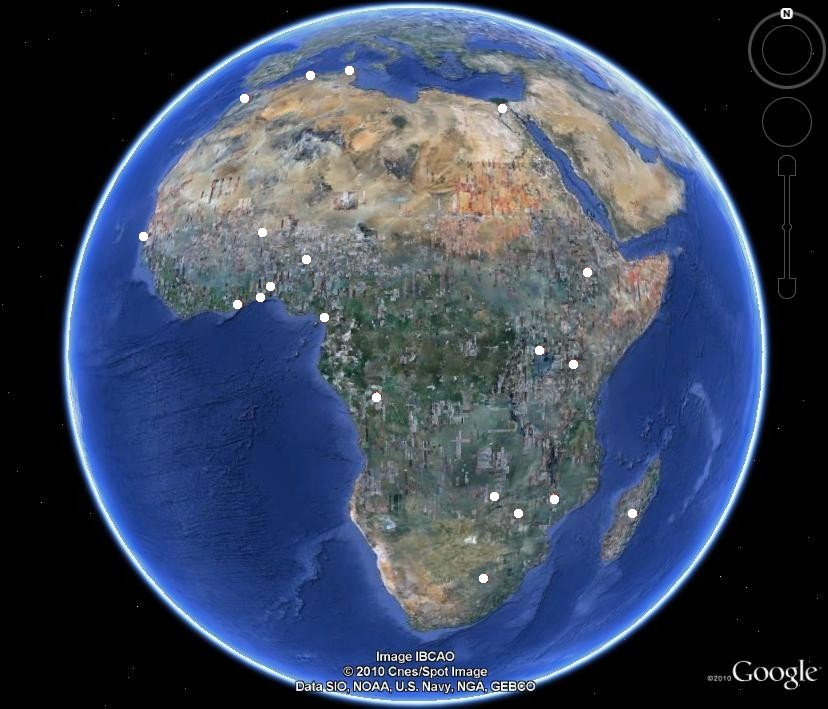 N
Image IBCAO
© 2010 Cnes/Spot Image
Data SIO, NOAA, U.S. Navy, NGA, GEBCO
©2010 Google